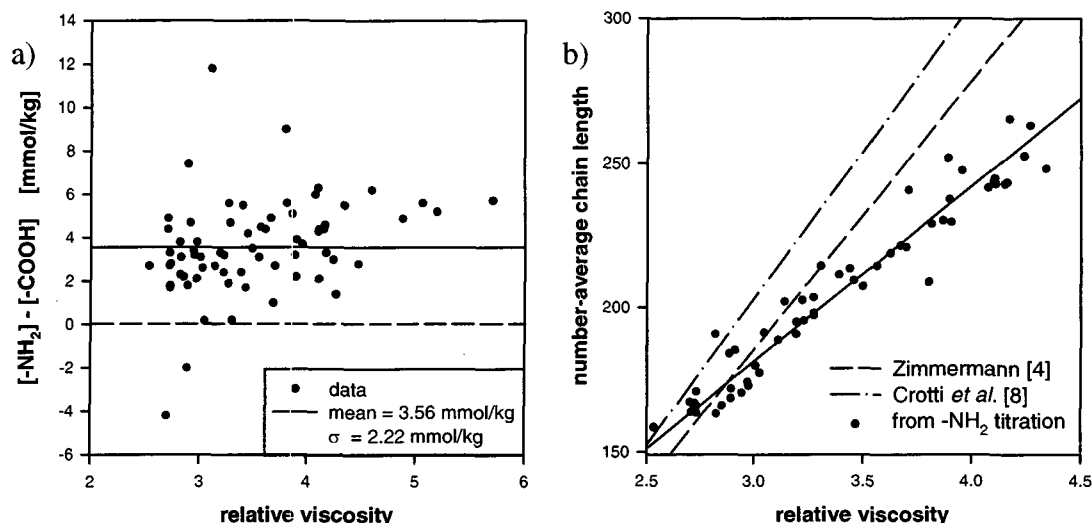 a)
[-NH2] - [-COOH] [mmol/kg]
14
12
10
8
6
4
2
0
-2
-4
-6
data
mean = 3.56 mmol/kg
σ = 2.22 mmol/kg
2 3 4 5 6
relative viscosity
b)
number-average chain length
300
250
200
150
Zimmermann [4]
Crotti et al. [8]
from -NH2 titration
2.5 3.0 3.5 4.0 4.5
relative viscosity